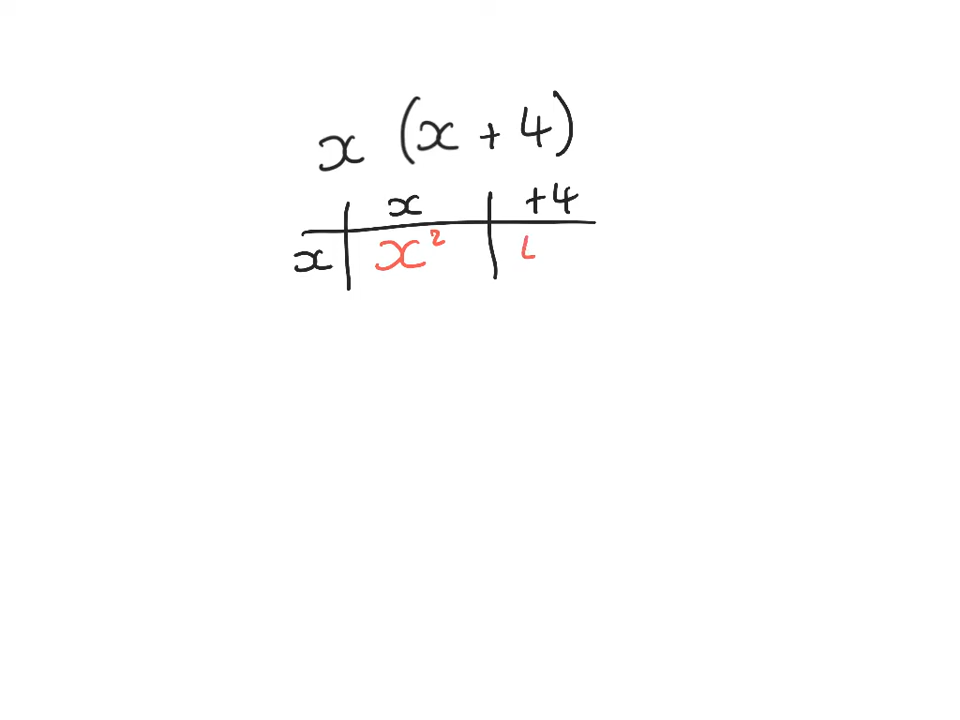 x (x + 4)
x +4
x x²